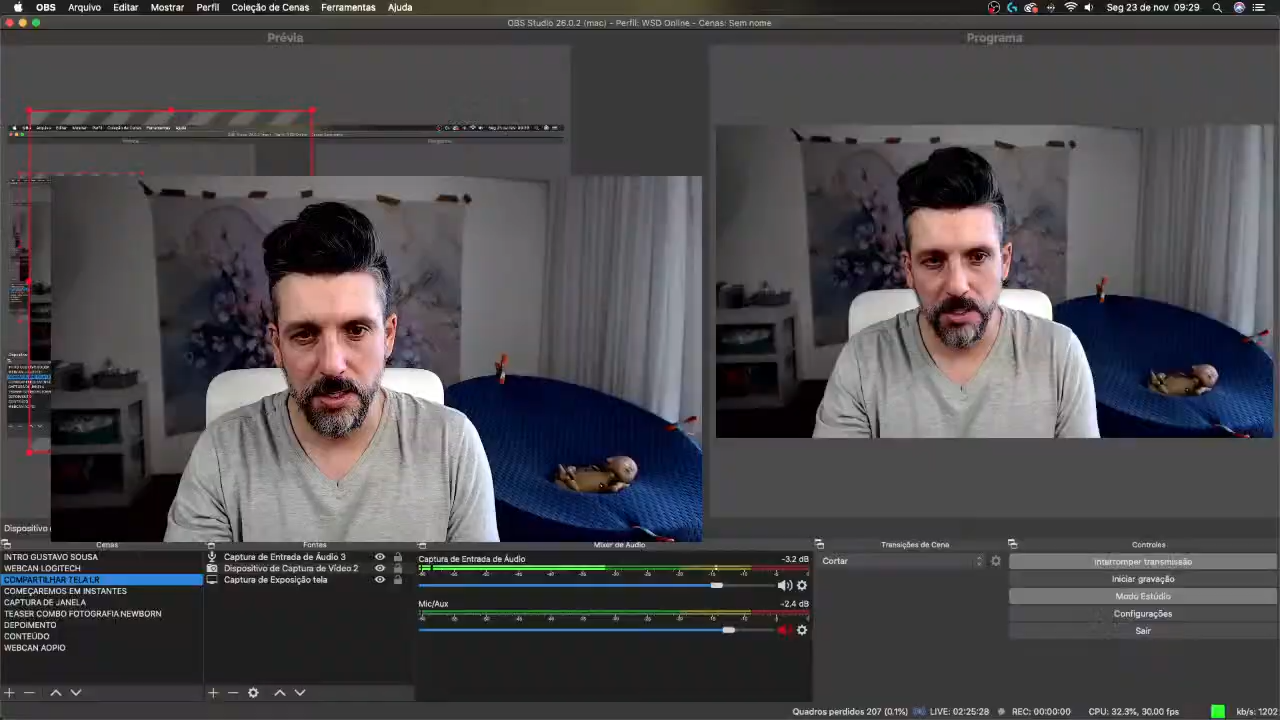 OBS Arquivo Editar Mostrar Perfil Coleção de Cenas Ferramentas Ajuda Seg 23 de nov 09:29
OBS Studio 26.0.2 (mac) - Perfil: WSD Online - Cenas: Sem nome
Prévia Programa
Dispositivo
Cenas
INTRO GUSTAVO SOUSA
WEBCAN LOGITECH
COMPARTILHAR TELA LR
COMEÇAREMOS EM INSTANTES
CAPTURA DE JANELA
TEASER COMBO FOTOGRAFIA NEWBORN
DEPOIMENTO
CONTEÚDO
WEBCAN AOPIO
Fontes
Captura de Entrada de Áudio 3
Dispositivo de Captura de Vídeo 2
Captura de Exposição tela
Mixer de Áudio
Captura de Entrada de Áudio -3.2 dB
Mic/Aux -2.4 dB
Transições de Cena
Cortar
Controles
Interromper transmissão
Iniciar gravação
Modo Estúdio
Configurações
Sair
Quadros perdidos 207 (0.1%) LIVE: 02:25:28 REC: 00:00:00 CPU: 32.3%, 30.00 fps kb/s: 1202